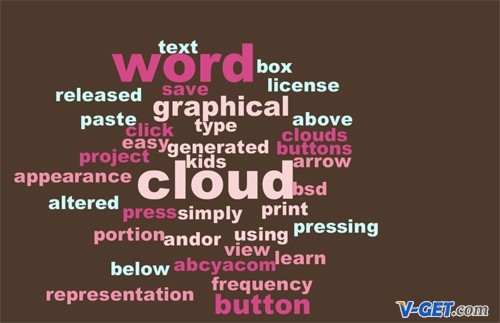 text
word
box
save
license
released
graphical
paste
type
above
click
clouds
easy
generated
buttons
project
kids
arrow
appearance
cloud
bsd
altered
press
simply
print
portion
andor
using
pressing
view
learn
below
abcyacom
representation
frequency
button
V-GET.com